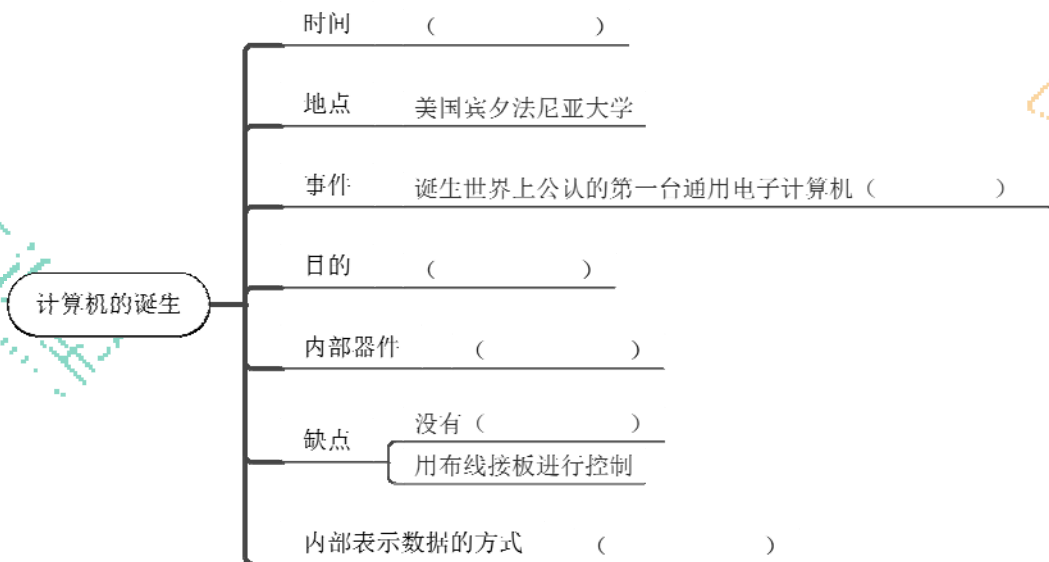 时间 （ ）
地点 美国宾夕法尼亚大学
事件 诞生世界上公认的第一台通用电子计算机（ ）
目的 （ ）
计算机的诞生
内部器件 （ ）
缺点
没有（ ）
用布线接板进行控制
内部表示数据的方式 （ ）